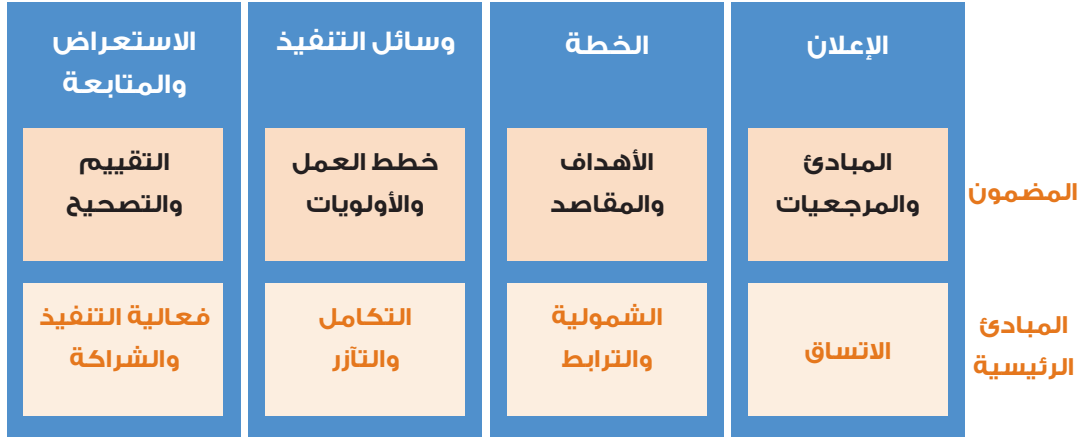 الإعلان
الخطة
وسائل التنفيذ
الاستعراض
والمتابعة
المضمون
المبادئ
والمرجعيات
الأهداف
والمقاصد
خطط العمل
والأولويات
التقييم
والتصحيح
المبادئ
الرئيسية
الاتساق
الشمولية
والترابط
التكامل
والتآزر
فعالية التنفيذ
والشراكة